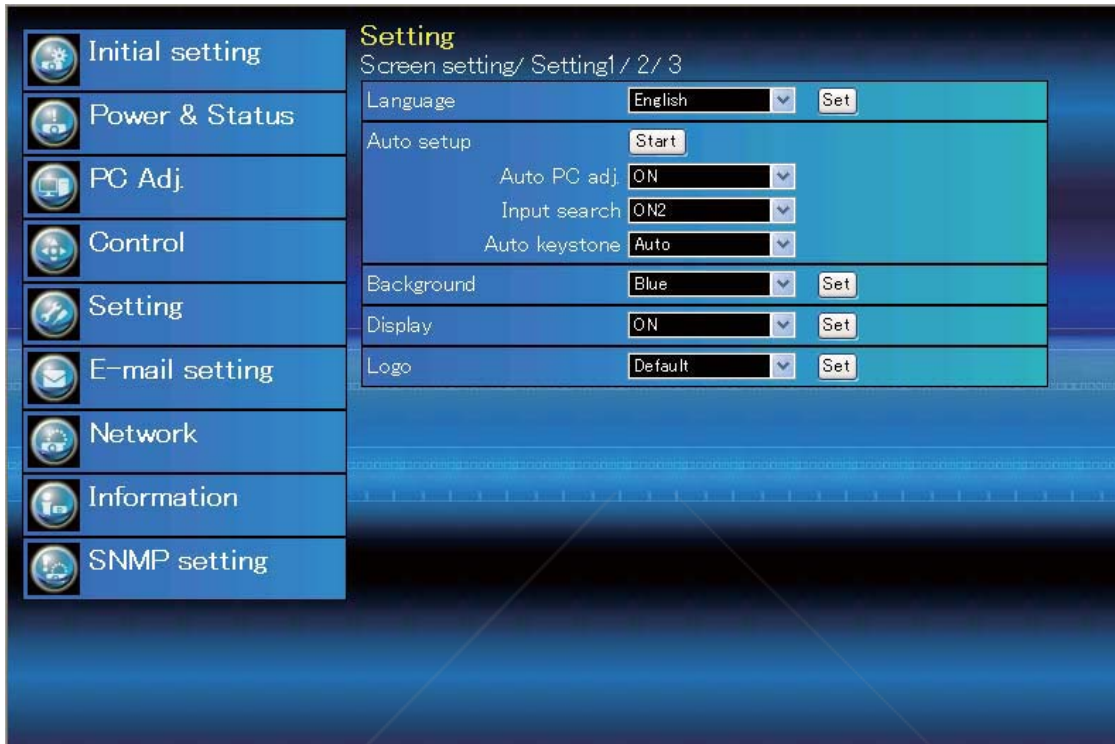 Initial setting
Power & Status
PC Adj.
Control
Setting
E-mail setting
Network
Information
SNMP setting
Setting
Screen setting/ Setting1/ 2/ 3
Language English Set
Auto setup Start
Auto PC adj. ON
Input search ON2
Auto keystone Auto
Background Blue Set
Display ON Set
Logo Default Set